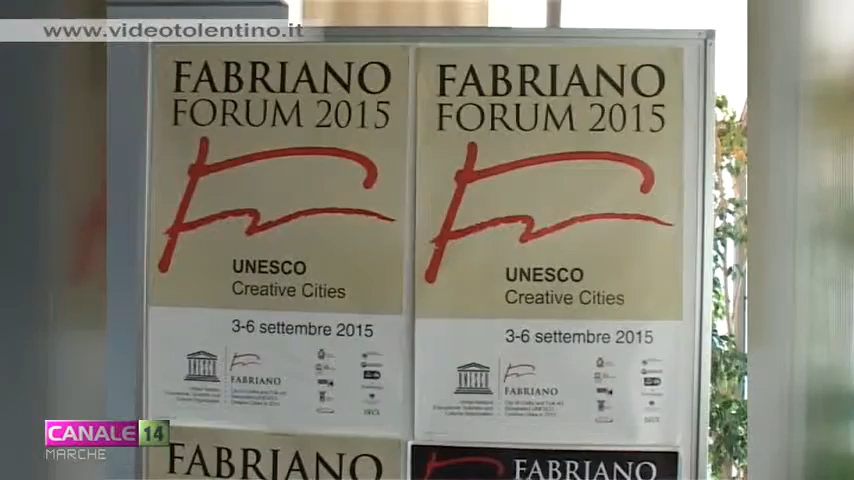 www.videotolentino.it
FABRIANO
FORUM 2015
UNESCO
Creative Cities
3-6 settembre 2015
FABRIANO
FABRIANO
FORUM 2015
UNESCO
Creative Cities
3-6 settembre 2015
FABRIANO
FABRIANO
FABRIANO
CANALE 14
MARCHE